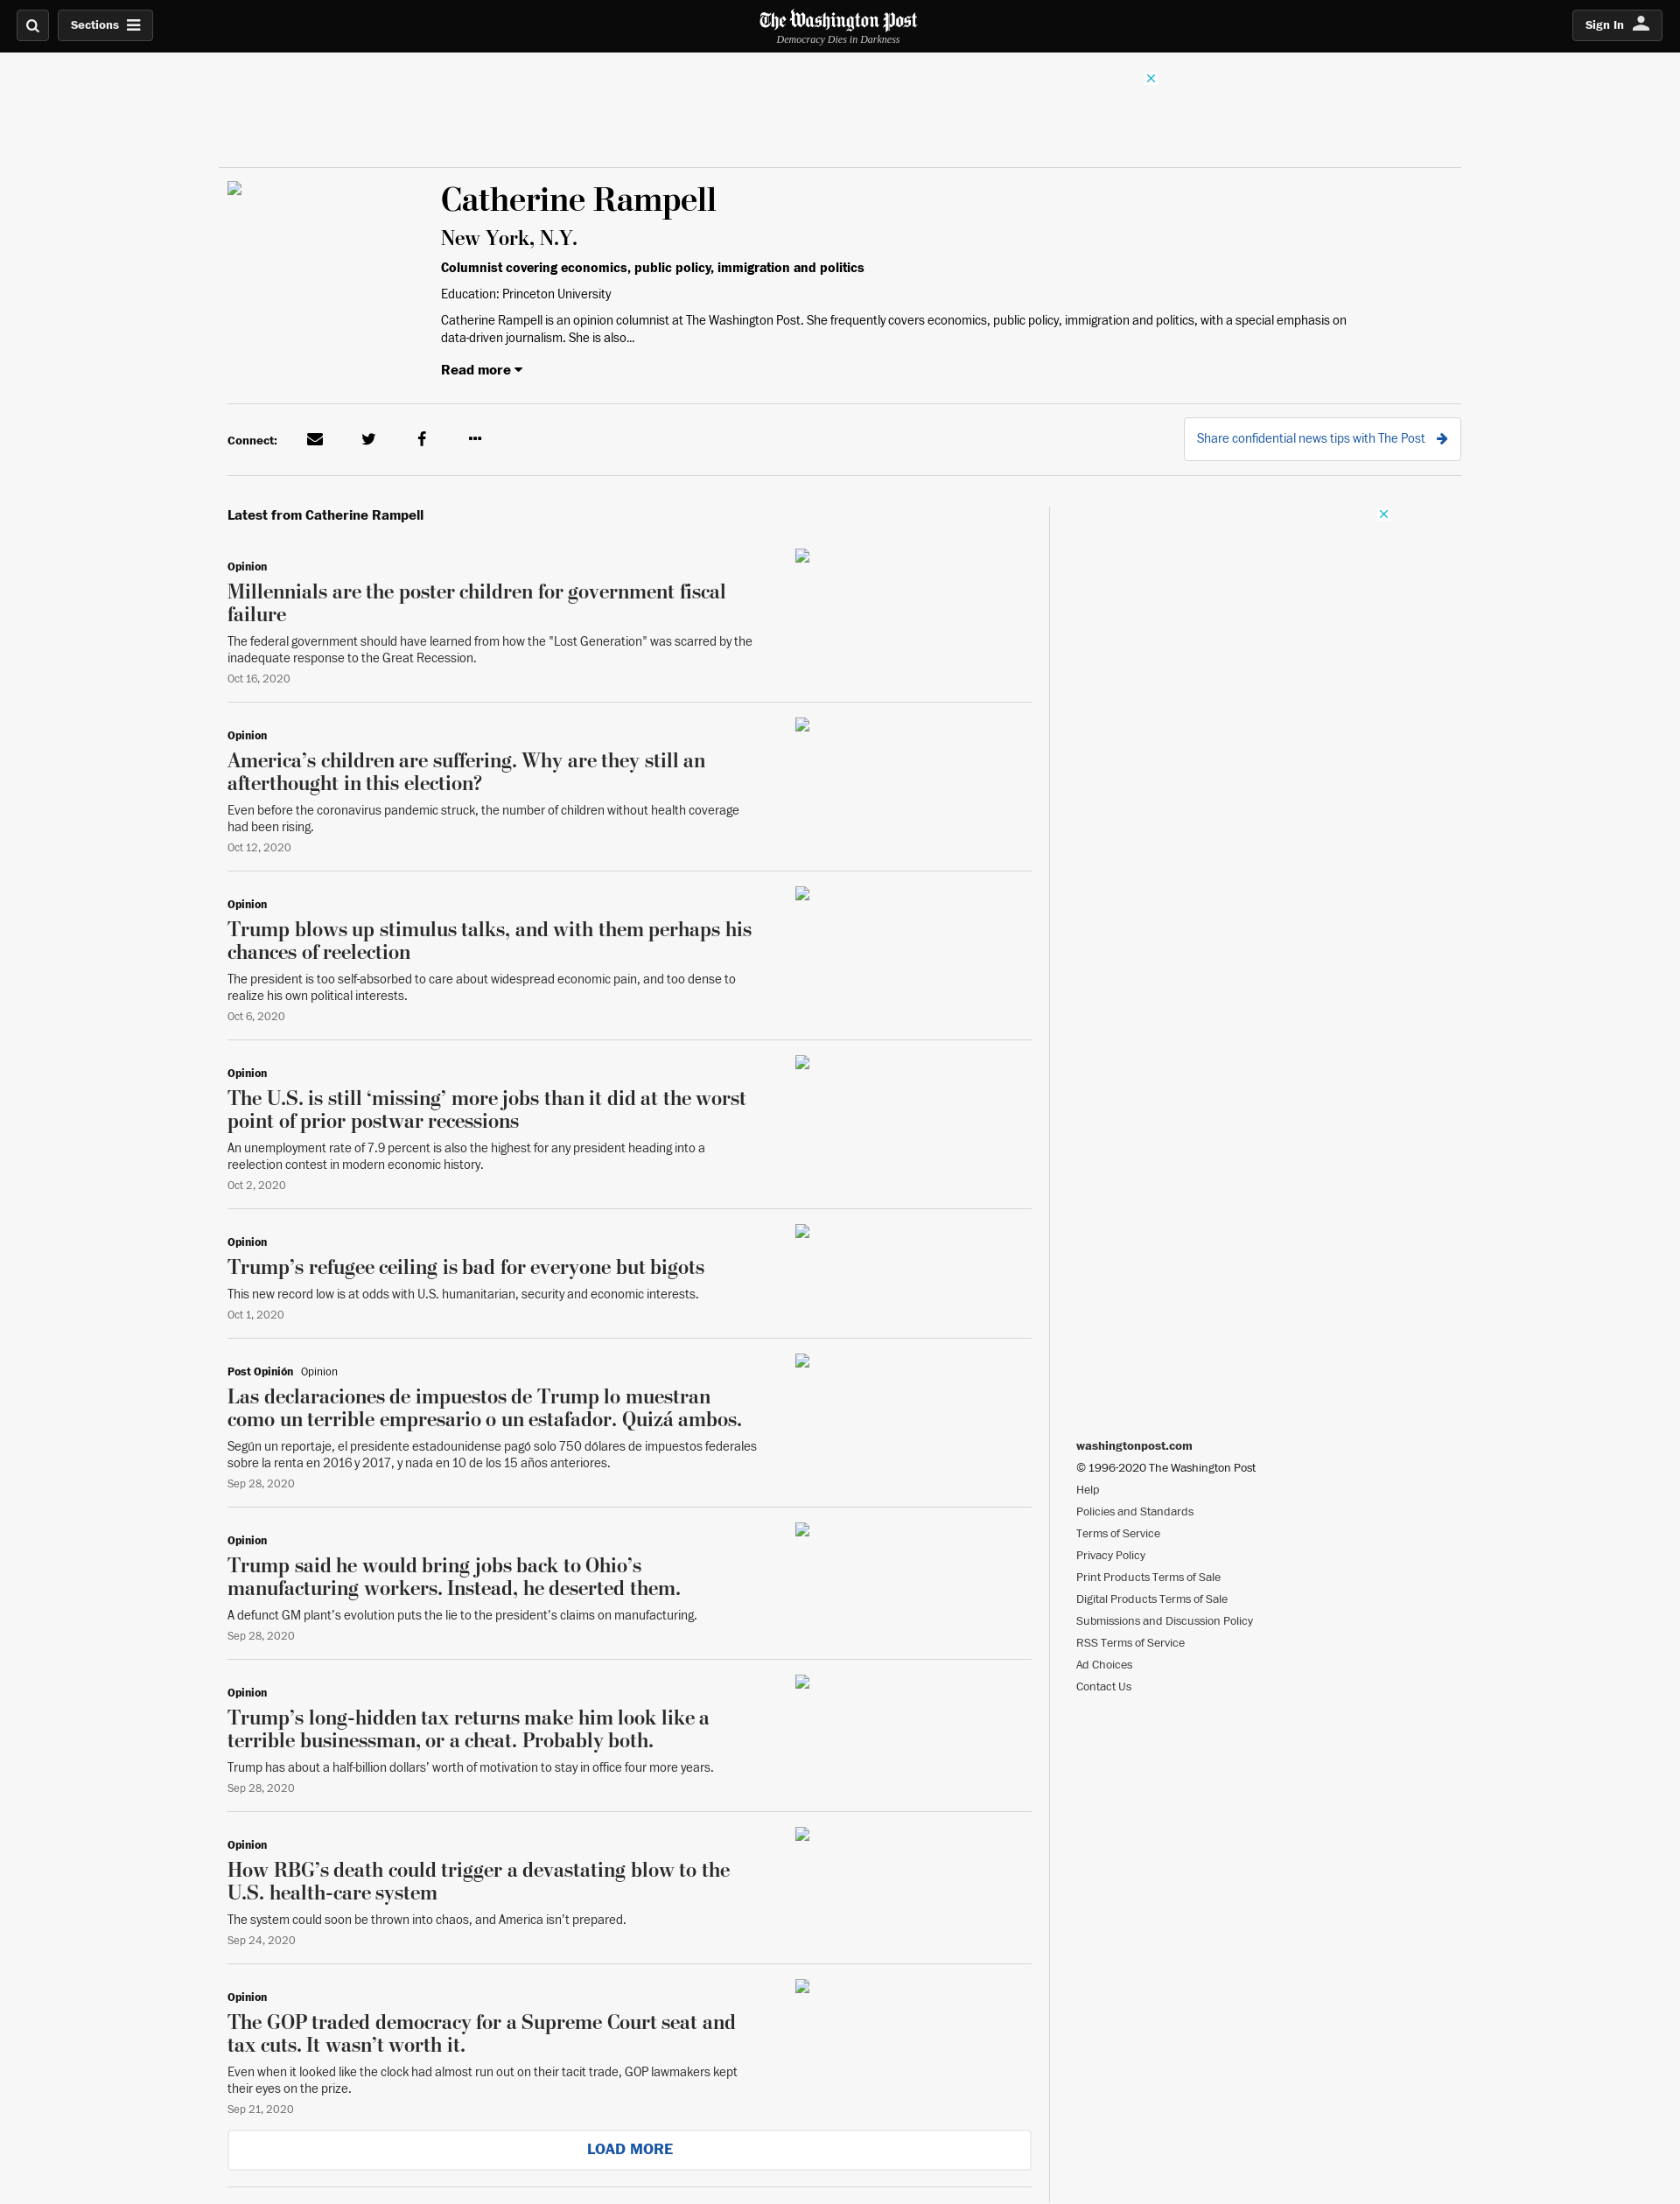 Sections
The Washington Post
Democracy Dies in Darkness
Sign In
Catherine Rampell
New York, N.Y.
Columnist covering economics, public policy, immigration and politics
Education: Princeton University
Catherine Rampell is an opinion columnist at The Washington Post. She frequently covers economics, public policy, immigration and politics, with a special emphasis on
data-driven journalism. She is also...
Read more
Connect:
Share confidential news tips with The Post
Latest from Catherine Rampell
Opinion
Millennials are the poster children for government fiscal
failure
The federal government should have learned from how the "Lost Generation" was scarred by the
inadequate response to the Great Recession.
Oct 16, 2020
Opinion
America’s children are suffering. Why are they still an
afterthought in this election?
Even before the coronavirus pandemic struck, the number of children without health coverage
had been rising.
Oct 12, 2020
Opinion
Trump blows up stimulus talks, and with them perhaps his
chances of reelection
The president is too self-absorbed to care about widespread economic pain, and too dense to
realize his own political interests.
Oct 6, 2020
Opinion
The U.S. is still ‘missing’ more jobs than it did at the worst
point of prior postwar recessions
An unemployment rate of 7.9 percent is also the highest for any president heading into a
reelection contest in modern economic history.
Oct 2, 2020
Opinion
Trump’s refugee ceiling is bad for everyone but bigots
This new record low is at odds with U.S. humanitarian, security and economic interests.
Oct 1, 2020
Post Opinión Opinion
Las declaraciones de impuestos de Trump lo muestran
como un terrible empresario o un estafador. Quizá ambos.
Según un reportaje, el presidente estadounidense pagó solo 750 dólares de impuestos federales
sobre la renta en 2016 y 2017, y nada en 10 de los 15 años anteriores.
Sep 28, 2020
Opinion
Trump said he would bring jobs back to Ohio’s
manufacturing workers. Instead, he deserted them.
A defunct GM plant’s evolution puts the lie to the president’s claims on manufacturing.
Sep 28, 2020
Opinion
Trump’s long-hidden tax returns make him look like a
terrible businessman, or a cheat. Probably both.
Trump has about a half-billion dollars’ worth of motivation to stay in office four more years.
Sep 28, 2020
Opinion
How RBG’s death could trigger a devastating blow to the
U.S. health-care system
The system could soon be thrown into chaos, and America isn’t prepared.
Sep 24, 2020
Opinion
The GOP traded democracy for a Supreme Court seat and
tax cuts. It wasn’t worth it.
Even when it looked like the clock had almost run out on their tacit trade, GOP lawmakers kept
their eyes on the prize.
Sep 21, 2020
LOAD MORE
washingtonpost.com
© 1996-2020 The Washington Post
Help
Policies and Standards
Terms of Service
Privacy Policy
Print Products Terms of Sale
Digital Products Terms of Sale
Submissions and Discussion Policy
RSS Terms of Service
Ad Choices
Contact Us